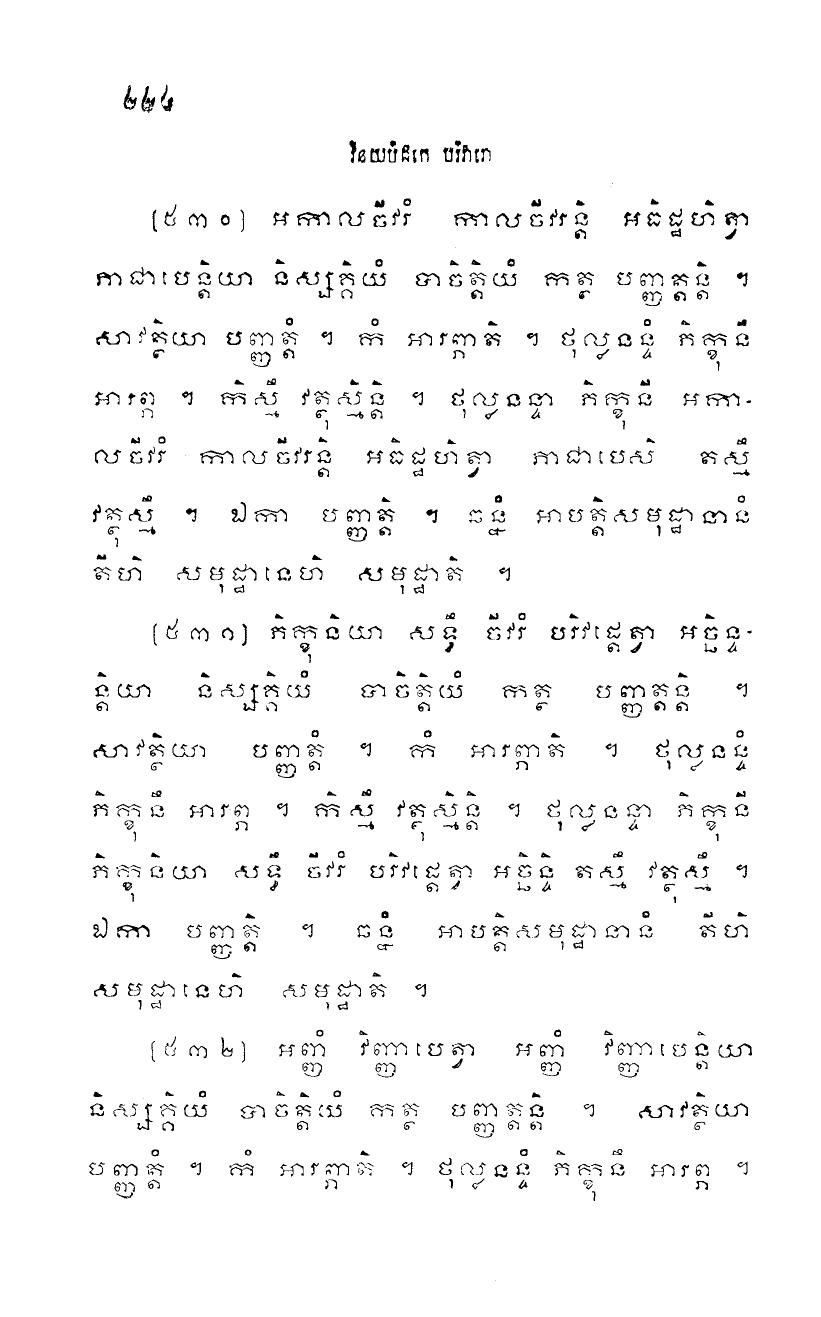 ២២៤
វិនយបិដកេ បរិវារោ
[៥៣០] អកាលចីវរំ កាលចីវរន្តិ អធិដ្ឋហិត្វា
ភាជាបេន្តិយា និស្សគ្គិយំ បាចិត្តិយំ កត្ថ បញ្ញត្តន្តិ ។
សាវត្ថិយា បញ្ញត្តំ ។ កំ អារព្ភាតិ ។ ថុល្លនន្ទំ ភិក្ខុនឹ
អារព្ភ ។ កិស្មឹ វត្ថុស្មិន្តិ ។ ថុល្លនន្ទា ភិក្ខុនី អកា-
លចីវរំ កាលចីវរន្តិ អធិដ្ឋហិត្វា ភាជាបេសិ តស្មឹ
វត្ថុស្មឹ ។ ឯកា បញ្ញត្តិ ។ ឆន្នំ អាបត្តិសមុដ្ឋានានំ
តីហិ សមុដ្ឋានេហិ សមុដ្ឋាតិ ។
[៥៣១] ភិក្ខុនិយា សទ្ធឹ ចីវរំ បរិវដ្តេត្វា អច្ឆិន្ទ-
ន្តិយា និស្សគ្គិយំ បាចិត្តិយំ កត្ថ បញ្ញត្តន្តិ ។
សាវត្ថិយា បញ្ញត្តំ ។ កំ អារព្ភាតិ ។ ថុល្លនន្ទំ
ភិក្ខុនឹ អារព្ភ ។ កិស្មឹ វត្ថុស្មិន្តិ ។ ថុល្លនន្ទា ភិក្ខុនី
ភិក្ខុនិយា សទ្ធឹ ចីវរំ បរិវដ្តេត្វា អច្ឆិន្ទិ តស្មឹ វត្ថុស្មឹ ។
ឯកា បញ្ញត្តិ ។ ឆន្នំ អាបត្តិសមុដ្ឋានានំ តីហិ
សមុដ្ឋានេហិ សមុដ្ឋាតិ ។
[៥៣២] អញ្ញំ វិញ្ញាបេត្វា អញ្ញំ វិញ្ញាបេន្តិយា
និស្សគ្គិយំ បាចិត្តិយំ កត្ថ បញ្ញត្តន្តិ ។ សាវត្ថិយា
បញ្ញត្តំ ។ កំ អារព្ភាតិ ។ ថុល្លនន្ទំ ភិក្ខុនឹ អារព្ភ ។